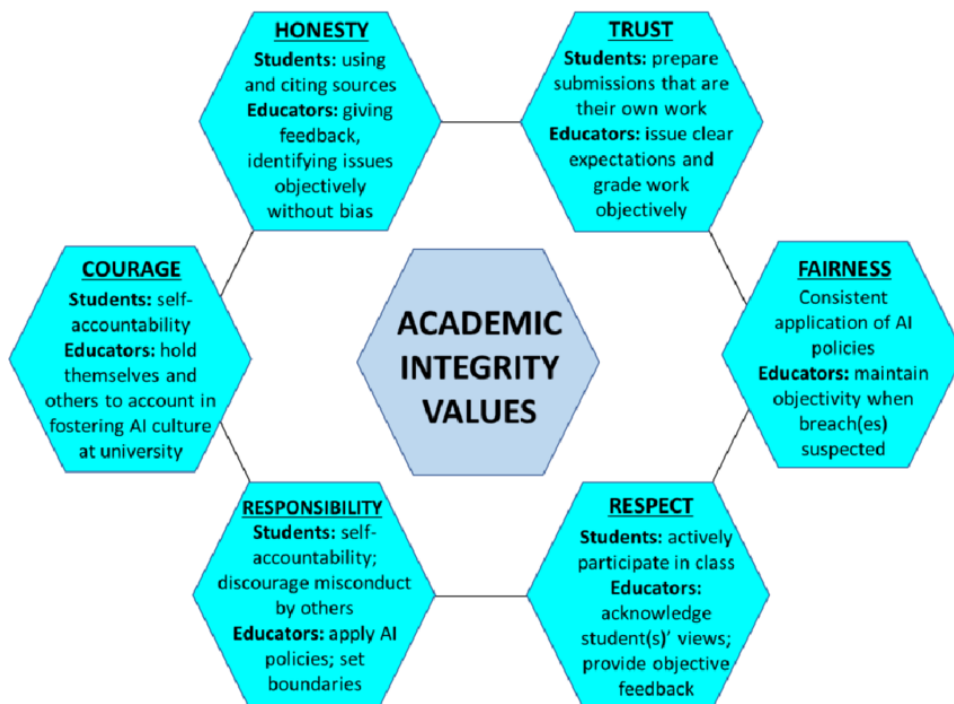 HONESTY
Students: using
and citing sources
Educators: giving
feedback,
identifying issues
objectively
without bias
TRUST
Students: prepare
submissions that are
their own work
Educators: issue clear
expectations and
grade work
objectively
COURAGE
Students: self-
accountability
Educators: hold
themselves and
others to account in
fostering AI culture
at university
ACADEMIC
INTEGRITY
VALUES
FAIRNESS
Consistent
application of AI
policies
Educators: maintain
objectivity when
breach(es)
suspected
RESPONSIBILITY
Students: self-
accountability;
discourage misconduct
by others
Educators: apply AI
policies; set
boundaries
RESPECT
Students: actively
participate in class
Educators:
acknowledge
student(s)’ views;
provide objective
feedback